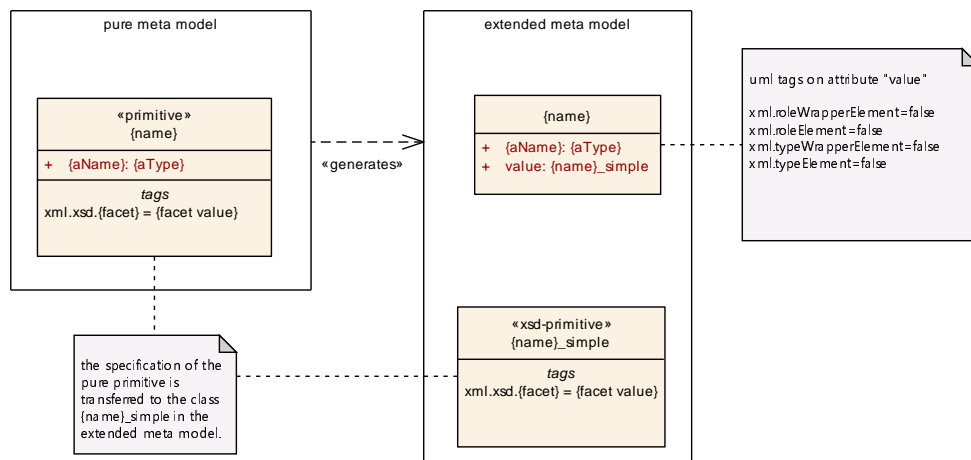 pure meta model
«primitive»
{name}
+ {aName}: {aType}
tags
xml.xsd.{facet} = {facet value}
«generates»
extended meta model
{name}
+ {aName}: {aType}
+ value: {name}_simple
uml tags on attribute "value"
xml.roleWrapperElement=false
xml.roleElement=false
xml.typeWrapperElement=false
xml.typeElement=false
the specification of the
pure primitive is
transferred to the class
{name}_simple in the
extended meta model.
«xsd-primitive»
{name}_simple
tags
xml.xsd.{facet} = {facet value}